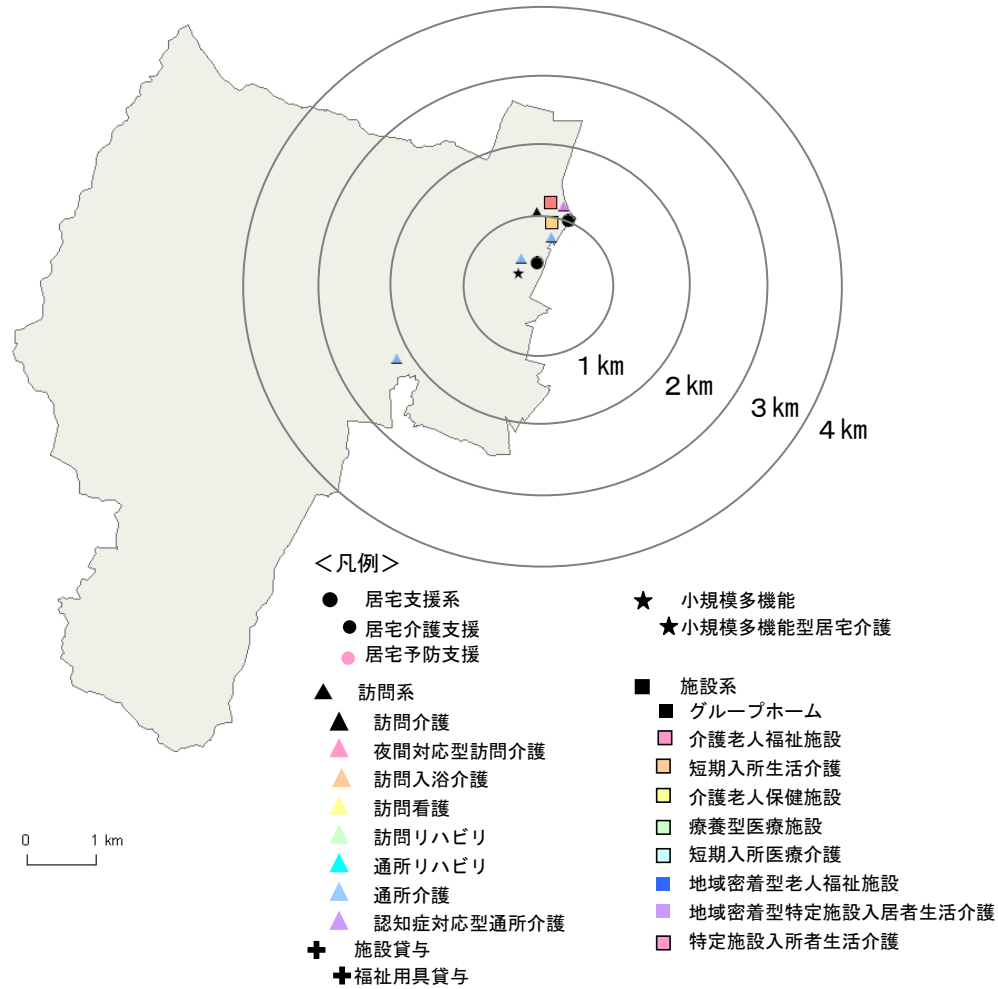 1㎞
2㎞
3㎞
4㎞
＜凡例＞
居宅支援系
居宅介護支援
居宅予防支援
訪問系
訪問介護
夜間対応型訪問介護
訪問入浴介護
訪問看護
訪問リハビリ
通所リハビリ
通所介護
認知症対応型通所介護
施設貸与
福祉用具貸与
小規模多機能
小規模多機能型居宅介護
施設系
グループホーム
介護老人福祉施設
短期入所生活介護
介護老人保健施設
療養型医療施設
短期入所医療介護
地域密着型老人福祉施設
地域密着型特定施設入居者生活介護
特定施設入所者生活介護
0 1 km